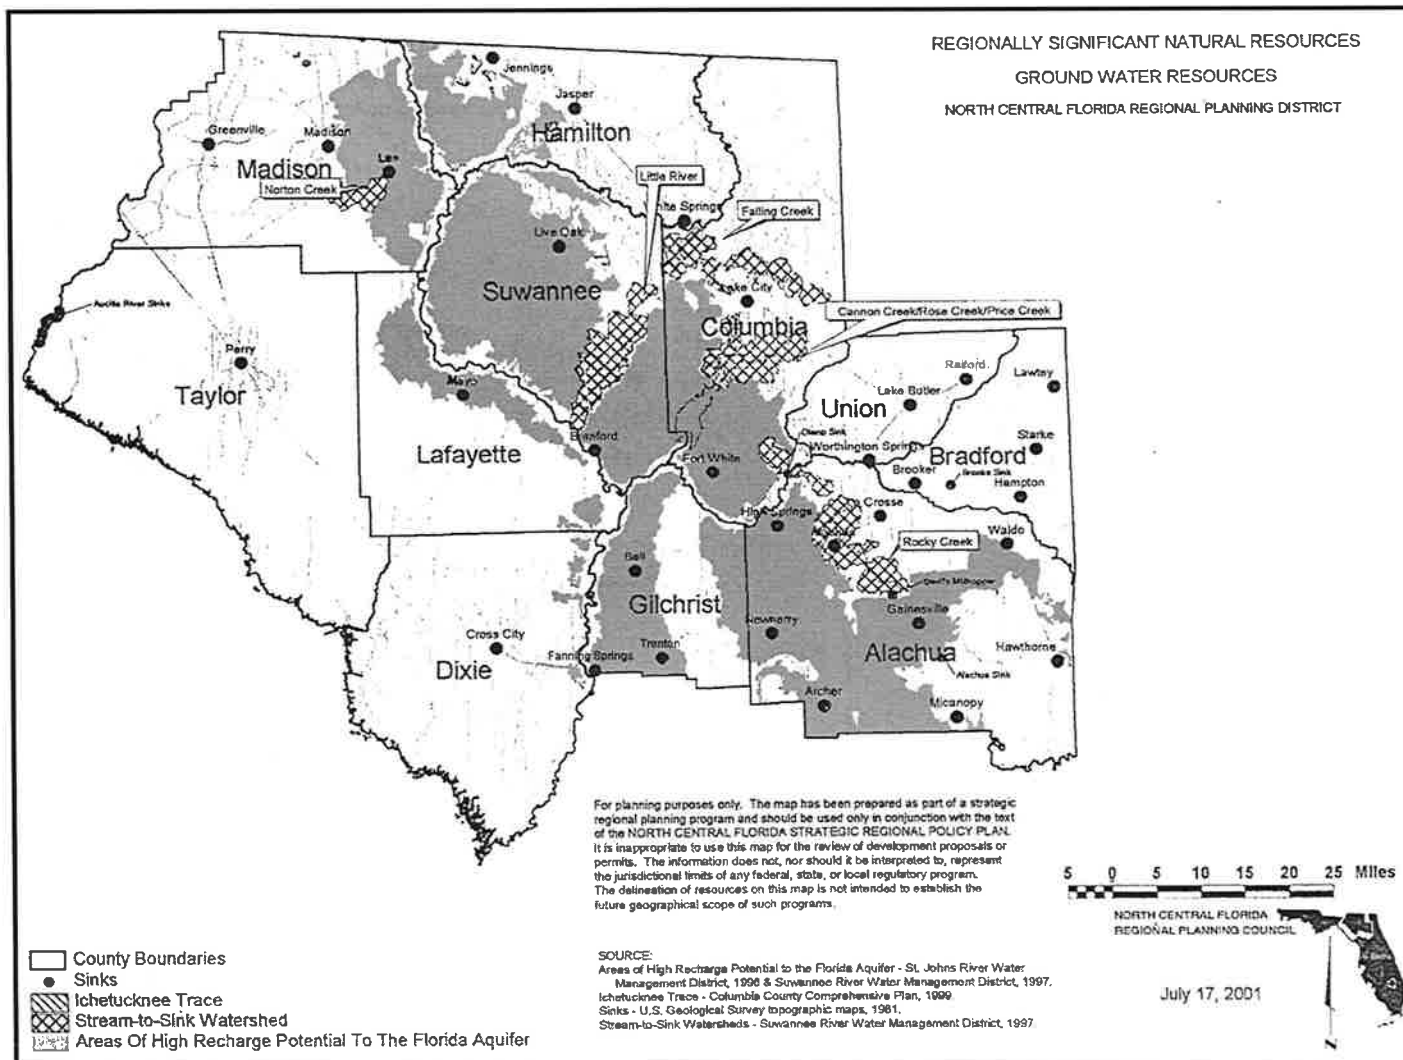 REGIONALLY SIGNIFICANT NATURAL RESOURCES
GROUND WATER RESOURCES
NORTH CENTRAL FLORIDA REGIONAL PLANNING DISTRICT
Jennings
Jasper
Hamilton
Greenville
Madison
Lee
Madison
Norton Creek
Little River
White Springs
Falling Creek
Live Oak
Suwannee
Lake City
Columbia
Cannon Creek/Rose Creek/Price Creek
Aucilla River Sinks
Perry
Taylor
Mayo
Lafayette
Branford
Fort White
Raiford
Lawtey
Lake Butler
Union
Worthington Springs
Starke
Bradford
Brooker
Brooks Sink
Hampton
High Springs
Crosse
Waldo
Rocky Creek
Devil's Millhopper
Bell
Gilchrist
Gainesville
Newberry
Alachua
Hawthorne
Alachua Sink
Cross City
Dixie
Fanning Springs
Trenton
Archer
Micanopy
For planning purposes only. The map has been prepared as part of a strategic
regional planning program and should be used only in conjunction with the text
of the NORTH CENTRAL FLORIDA STRATEGIC REGIONAL POLICY PLAN.
It is inappropriate to use this map for the review of development proposals or
permits. The information does not, nor should it be interpreted to, represent
the jurisdictional limits of any federal, state, or local regulatory program.
The delineation of resources on this map is not intended to establish the
future geographical scope of such programs.
5 0 5 10 15 20 25 Miles
NORTH CENTRAL FLORIDA
REGIONAL PLANNING COUNCIL
July 17, 2001
N
County Boundaries
Sinks
Ichetucknee Trace
Stream-to-Sink Watershed
Areas Of High Recharge Potential To The Florida Aquifer
SOURCE:
Areas of High Recharge Potential to the Florida Aquifer - St. Johns River Water
Management District, 1996 & Suwannee River Water Management District, 1997.
Ichetucknee Trace - Columbia County Comprehensive Plan, 1999.
Sinks - U.S. Geological Survey topographic maps, 1981.
Stream-to-Sink Watersheds - Suwannee River Water Management District, 1997.